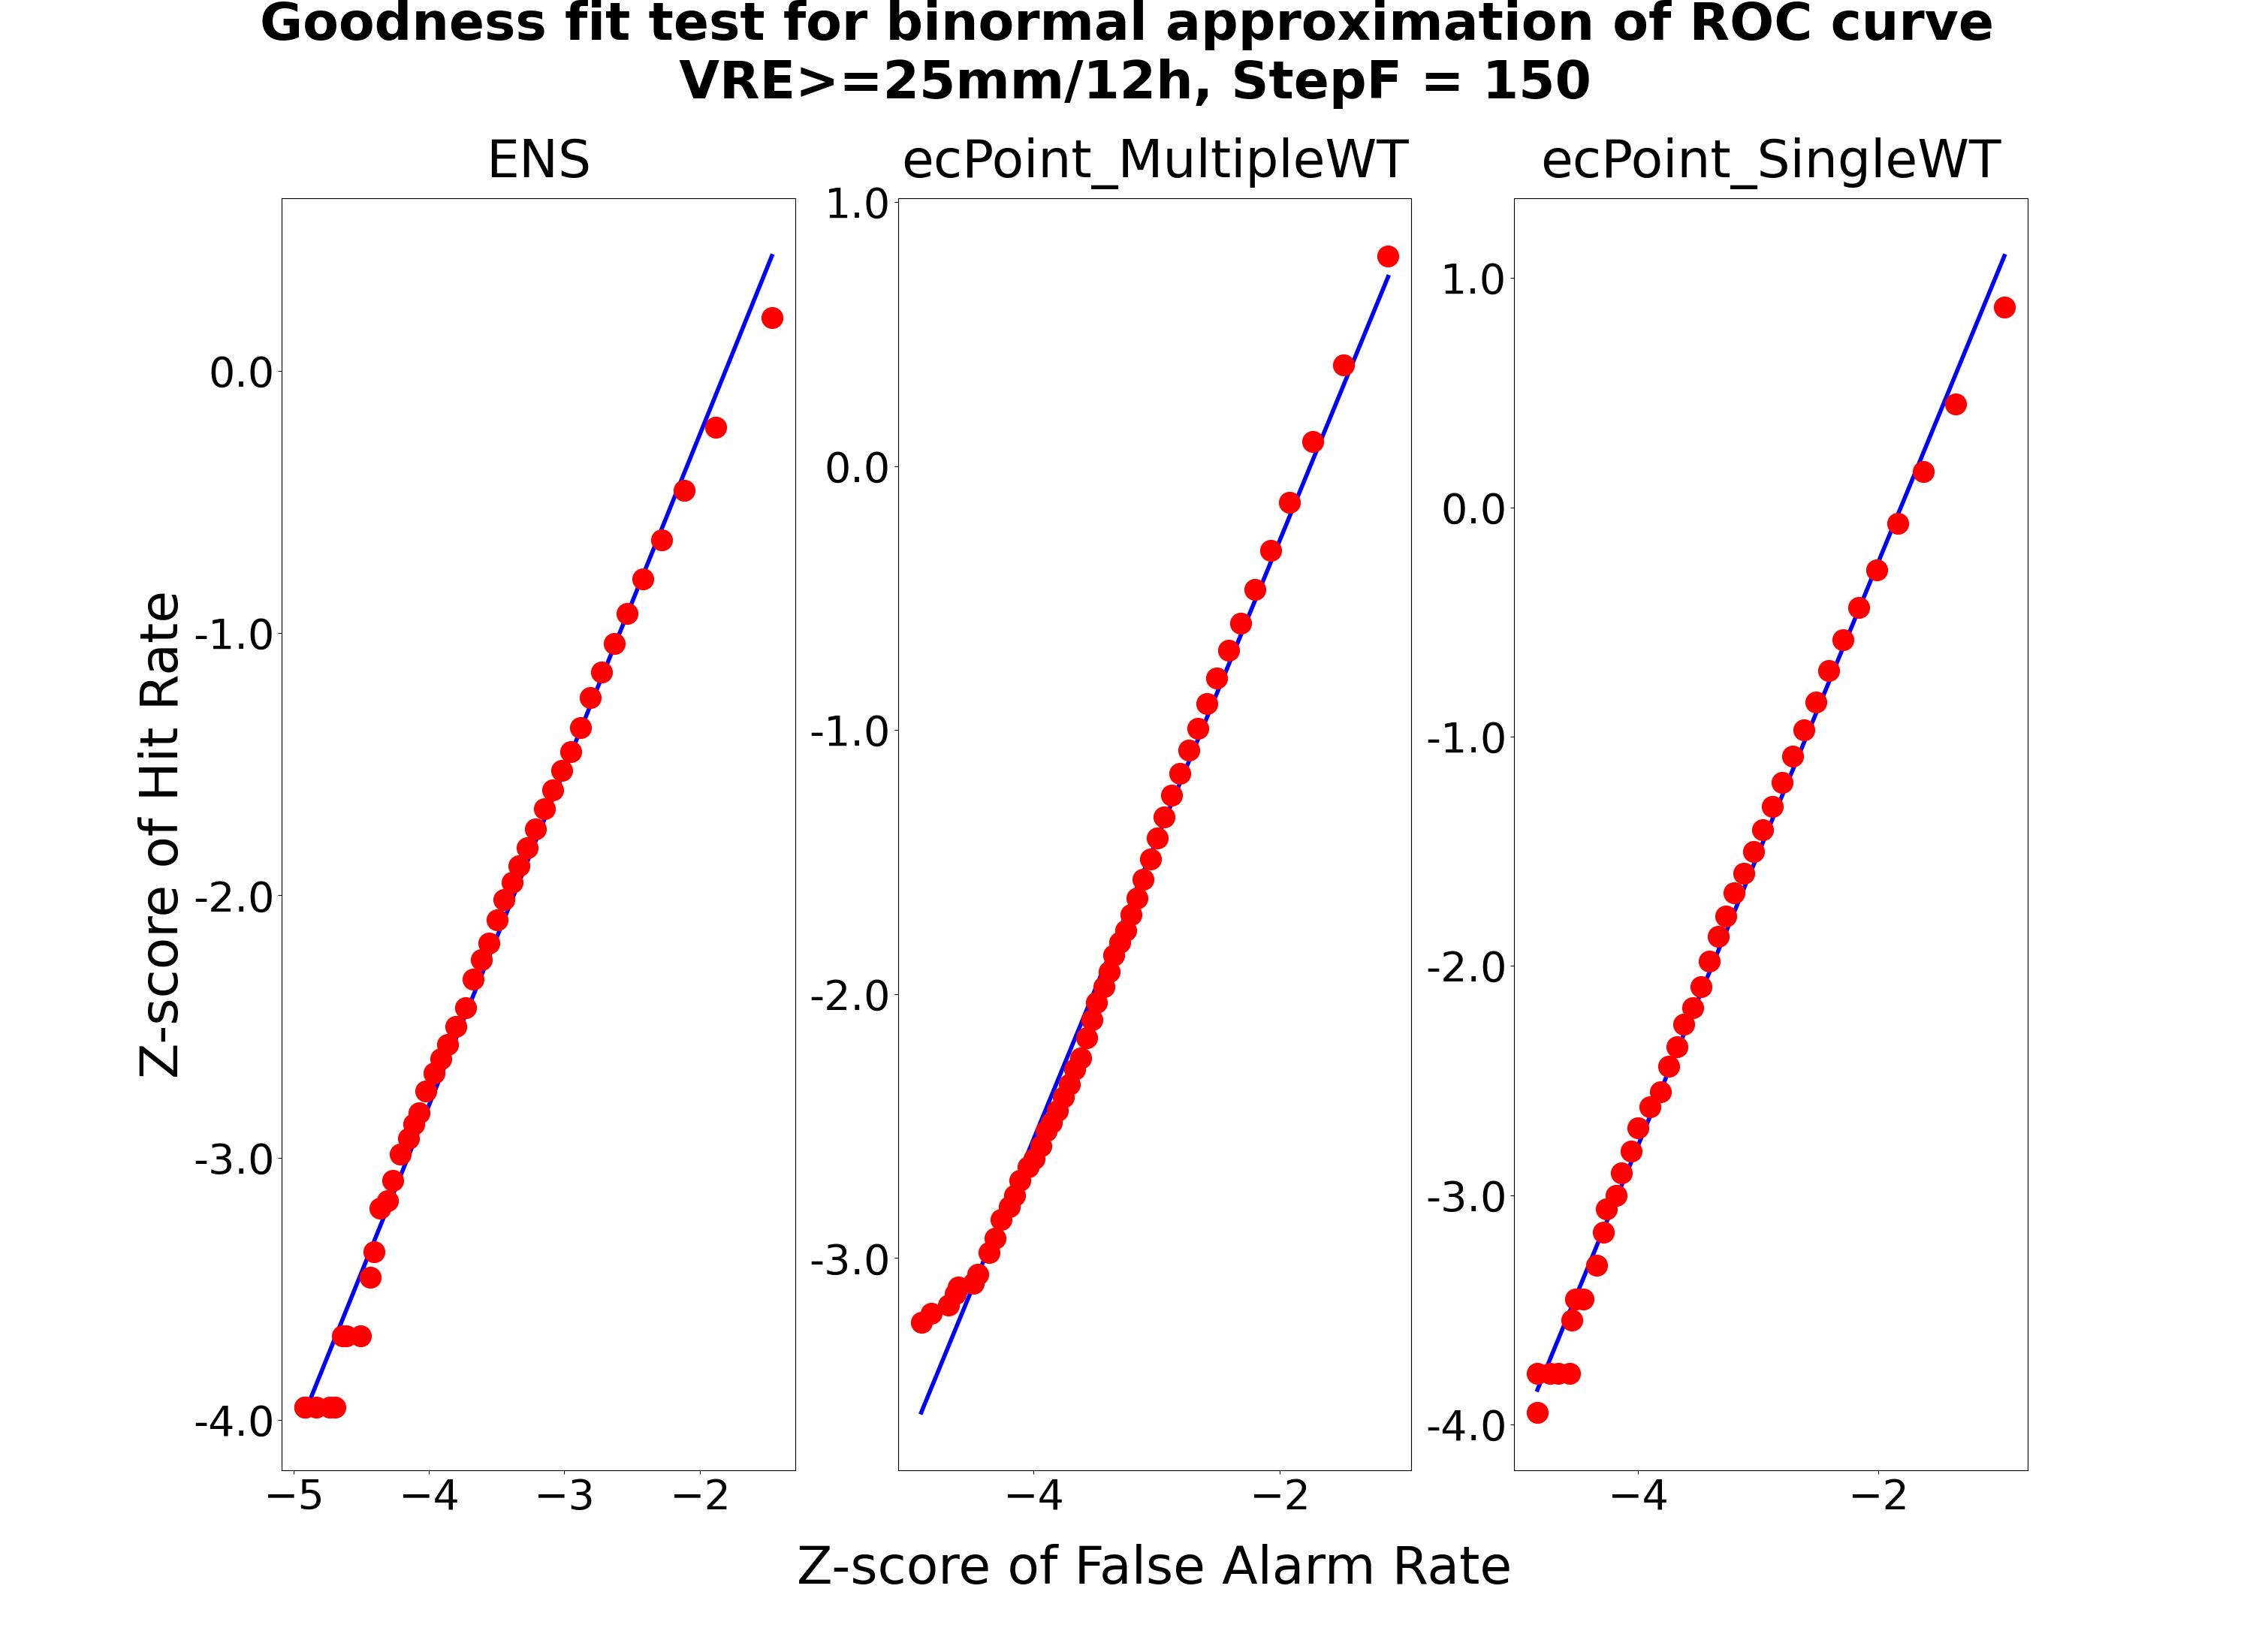 Goodness fit test for binormal approximation of ROC curve
VRE>=25mm/12h, StepF = 150
ENS
ecPoint_MultipleWT
ecPoint_SingleWT
Z-score of Hit Rate
0.0
-1.0
-2.0
-3.0
-4.0
−5 −4 −3 −2
1.0
0.0
-1.0
-2.0
-3.0
−4 −2
1.0
0.0
-1.0
-2.0
-3.0
-4.0
−4 −2
Z-score of False Alarm Rate